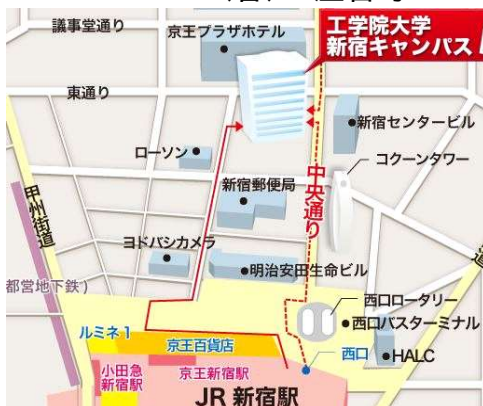 議事堂通り
京王プラザホテル
工学院大学
新宿キャンパス
東通り
新宿センタービル
ローソン
コクーンタワー
中央通り
新宿郵便局
甲州街道
ヨドバシカメラ
明治安田生命ビル
都営地下鉄)
西口ロータリー
西口バスターミナル
ルミネ1
京王百貨店
西口
HALC
小田急
新宿駅
京王新宿駅
JR 新宿駅